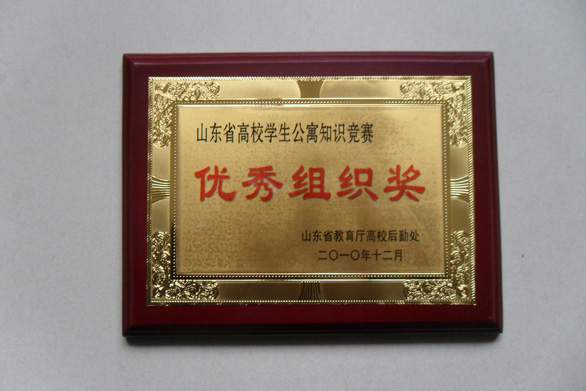 山东省高校学生公寓知识竞赛
优秀组织奖
山东省教育厅高校后勤处
二〇一〇年十二月